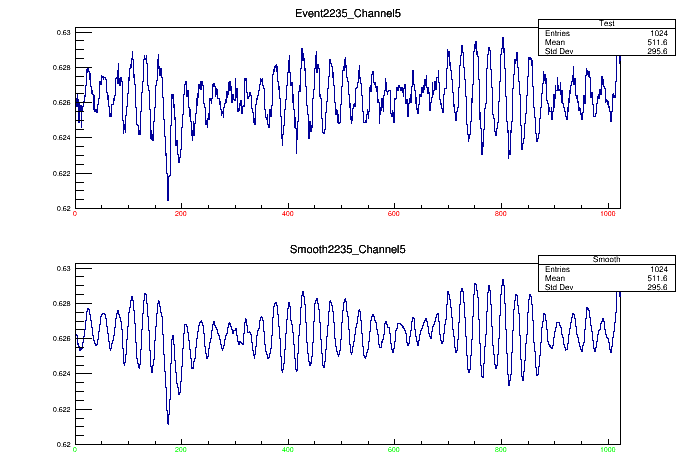 Event2235_Channel5
Test
Entries 1024
Mean 511.6
Std Dev 295.6
0.63
0.628
0.626
0.624
0.622
0.62
0 200 400 600 800 1000
Smooth2235_Channel5
Smooth
Entries 1024
Mean 511.6
Std Dev 295.6
0.63
0.628
0.626
0.624
0.622
0.62
0 200 400 600 800 1000